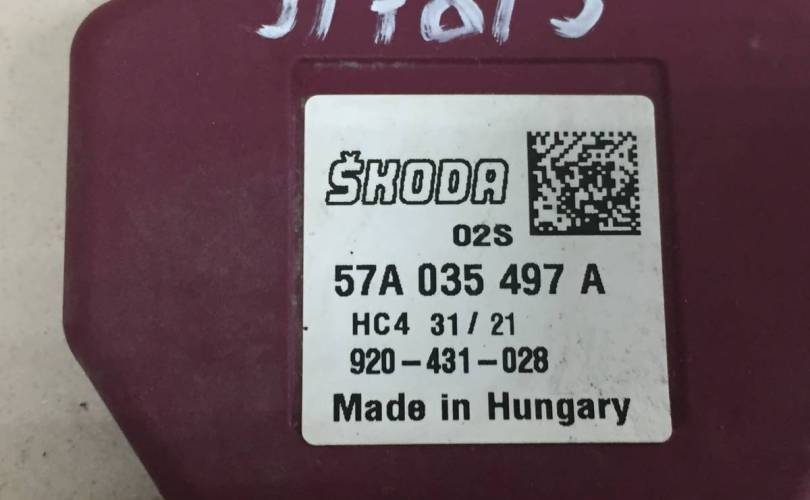 ŠKODA
02S
57A 035 497 A
HC4 31/21
920-431-028
Made in Hungary